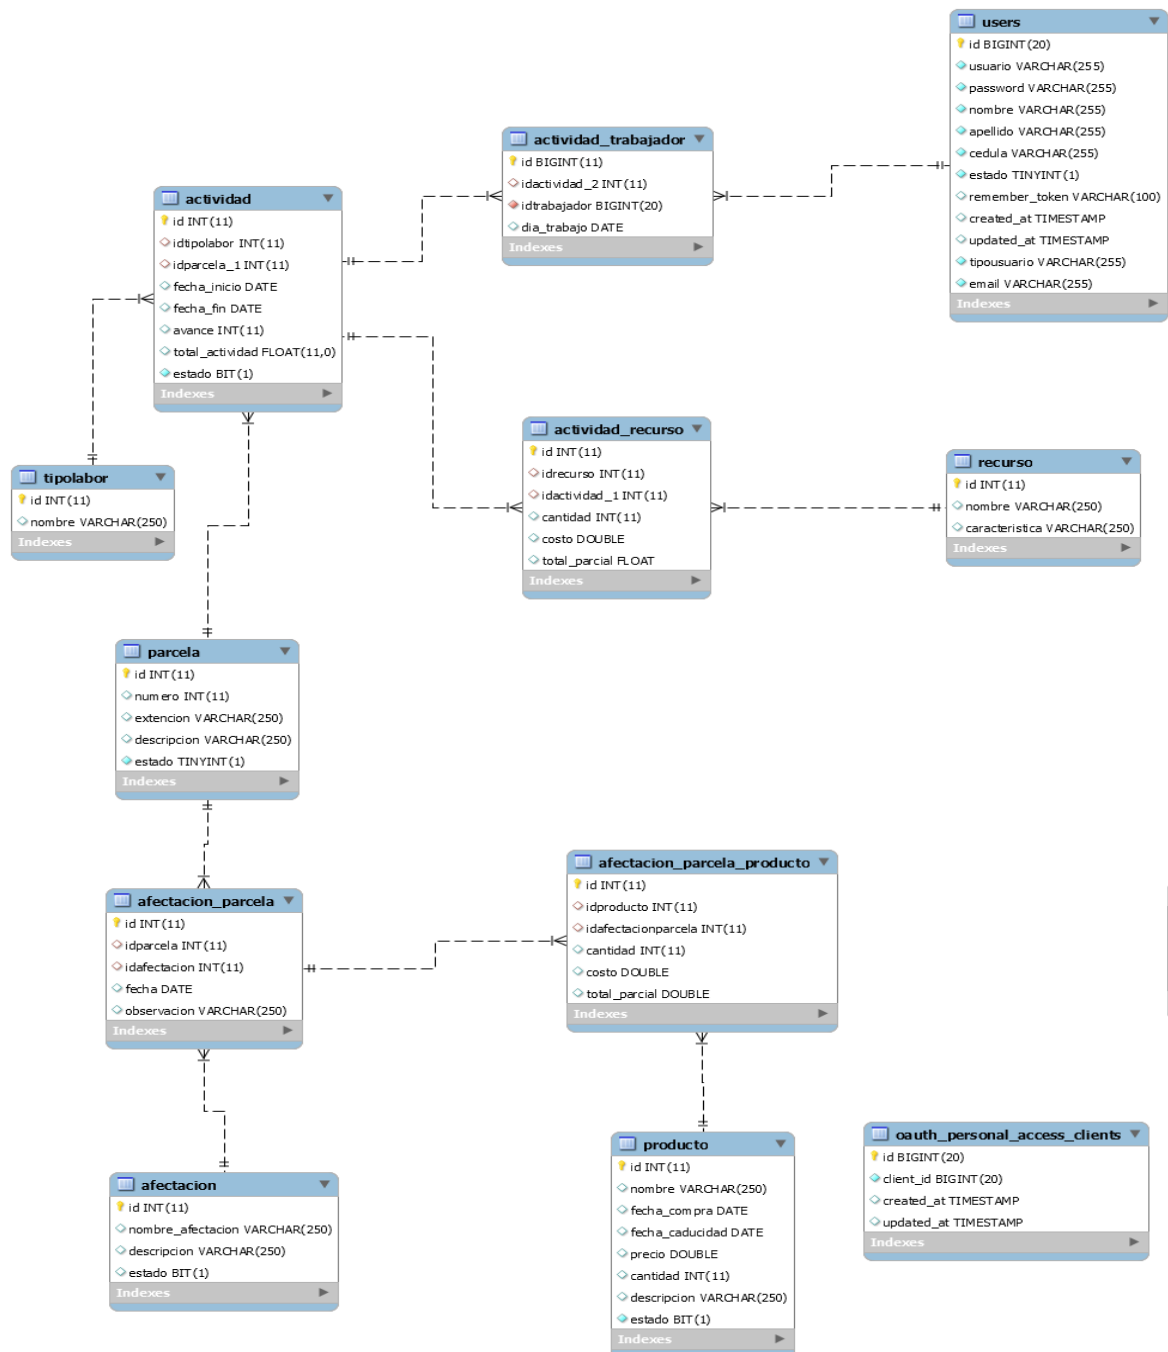 users
id BIGINT(20)
usuario VARCHAR(255)
password VARCHAR(255)
nombre VARCHAR(255)
apellido VARCHAR(255)
cedula VARCHAR(255)
estado TINYINT(1)
remember_token VARCHAR(100)
created_at TIMESTAMP
updated_at TIMESTAMP
tipousuario VARCHAR(255)
email VARCHAR(255)
Indexes
actividad_trabajador
id BIGINT(11)
idactividad_2 INT(11)
idtrabajador BIGINT(20)
dia_trabajo DATE
Indexes
actividad
id INT(11)
idtipolabor INT(11)
idparcela_1 INT(11)
fecha_inicio DATE
fecha_fin DATE
avance INT(11)
total_actividad FLOAT(11,0)
estado BIT(1)
Indexes
actividad_recurso
id INT(11)
idrecurso INT(11)
idactividad_1 INT(11)
cantidad INT(11)
costo DOUBLE
total_parcial FLOAT
Indexes
recurso
id INT(11)
nombre VARCHAR(250)
caracteristica VARCHAR(250)
Indexes
tipolabor
id INT(11)
nombre VARCHAR(250)
Indexes
parcela
id INT(11)
numero INT(11)
extencion VARCHAR(250)
descripcion VARCHAR(250)
estado TINYINT(1)
Indexes
afectacion_parcela
id INT(11)
idparcela INT(11)
idafectacion INT(11)
fecha DATE
observacion VARCHAR(250)
Indexes
afectacion_parcela_producto
id INT(11)
idproducto INT(11)
idafectacionparcela INT(11)
cantidad INT(11)
costo DOUBLE
total_parcial DOUBLE
Indexes
afectacion
id INT(11)
nombre_afectacion VARCHAR(250)
descripcion VARCHAR(250)
estado BIT(1)
Indexes
producto
id INT(11)
nombre VARCHAR(250)
fecha_compra DATE
fecha_caducidad DATE
precio DOUBLE
cantidad INT(11)
descripcion VARCHAR(250)
estado BIT(1)
Indexes
oauth_personal_access_clients
id BIGINT(20)
client_id BIGINT(20)
created_at TIMESTAMP
updated_at TIMESTAMP
Indexes